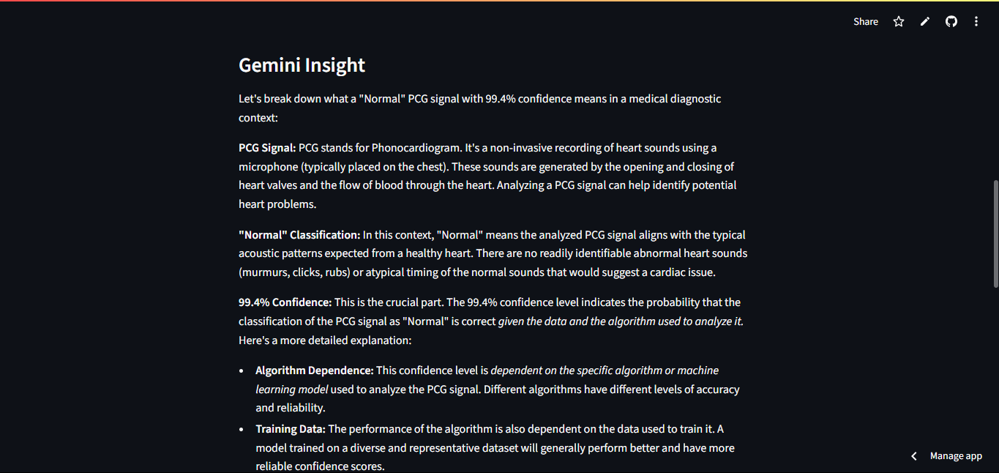 Share
Gemini Insight
Let's break down what a "Normal" PCG signal with 99.4% confidence means in a medical diagnostic
context:
PCG Signal: PCG stands for Phonocardiogram. It's a non-invasive recording of heart sounds using a
microphone (typically placed on the chest). These sounds are generated by the opening and closing of
heart valves and the flow of blood through the heart. Analyzing a PCG signal can help identify potential
heart problems.
"Normal" Classification: In this context, "Normal" means the analyzed PCG signal aligns with the typical
acoustic patterns expected from a healthy heart. There are no readily identifiable abnormal heart sounds
(murmurs, clicks, rubs) or atypical timing of the normal sounds that would suggest a cardiac issue.
99.4% Confidence: This is the crucial part. The 99.4% confidence level indicates the probability that the
classification of the PCG signal as "Normal" is correct given the data and the algorithm used to analyze it.
Here's a more detailed explanation:
• Algorithm Dependence: This confidence level is dependent on the specific algorithm or machine
learning model used to analyze the PCG signal. Different algorithms have different levels of accuracy
and reliability.
• Training Data: The performance of the algorithm is also dependent on the data used to train it. A
model trained on a diverse and representative dataset will generally perform better and have more
reliable confidence scores.
Manage app